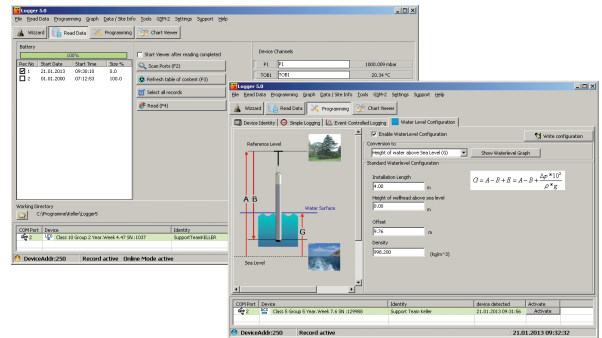 Logger 5.0
File Read Data Programming Graph Data / Site Info Tools GSM-2 Settings Support Help
Wizard Read Data Programming Chart Viewer
Battery
100%
Rec No Start Date Start Time Size %
1 21.01.2013 09:30:10 0.0
2 01.01.2000 07:12:53 100.0
Start Viewer after reading completed
Scan Ports (F2)
Refresh table of content (F3)
Select all records
Read (F4)
Device Channels
P1 P1 1000.009 mbar
TOB1 TOB1 20.34 °C
Working Directory
C:\Programme\Keller\Logger5
COM Port Device Identity
2 Class 10 Group 2 Year.Week 4.47 SN :1037 SupportTeamKELLER
DeviceAddr:250 Record active Online Mode active
Logger 5.0
File Read Data Programming Graph Data / Site Info Tools GSM-2 Settings Support Help
Wizard Read Data Programming Chart Viewer
Device Identity Simple Logging Event Controlled Logging Water Level Configuration
Reference Level
A B
Water Surface
G
Sea Level
Enable WaterLevel Configuration
Write configuration
Conversion to
Height of water above Sea Level (G)
Show Waterlevel Graph
Standard Waterlevel Configuration
Installation Length
4.00 m
Height of wellhead above sea level
0.00 m
Offset
9.76 m
Density
998.200 (kg/m^3)
G = A − B + E = A − B + Δp*10⁵ / ρ*g
COM Port Device Identity device detected Activate
2 Class 5 Group 5 Year.Week 7.6 SN :129988 Support Team Keller 21.01.2013 09:31:56 Activate
DeviceAddr:250 Record active 21.01.2013 09:32:32